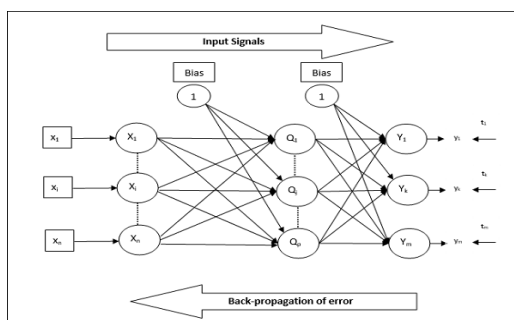 Input Signals
Bias Bias
1 1
x₁ X₁ Q₁ Y₁ y₁ t₁
xᵢ Xᵢ Qⱼ Yₖ yₖ tₖ
xₙ Xₙ Qₚ Yₘ yₘ tₘ
Back-propagation of error